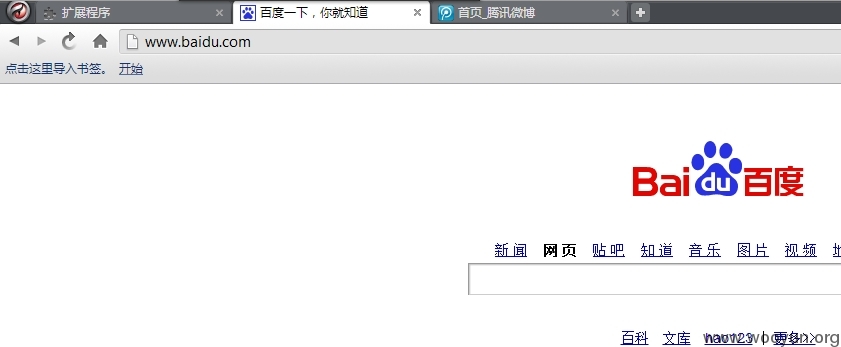 扩展程序 百度一下，你就知道 首页_腾讯微博
www.baidu.com
点击这里导入书签。 开始
Bai du 百度
新闻 网页 贴吧 知道 音乐 图片 视频
百科 文库 hao123 | 更多>>
www.wooyun.org